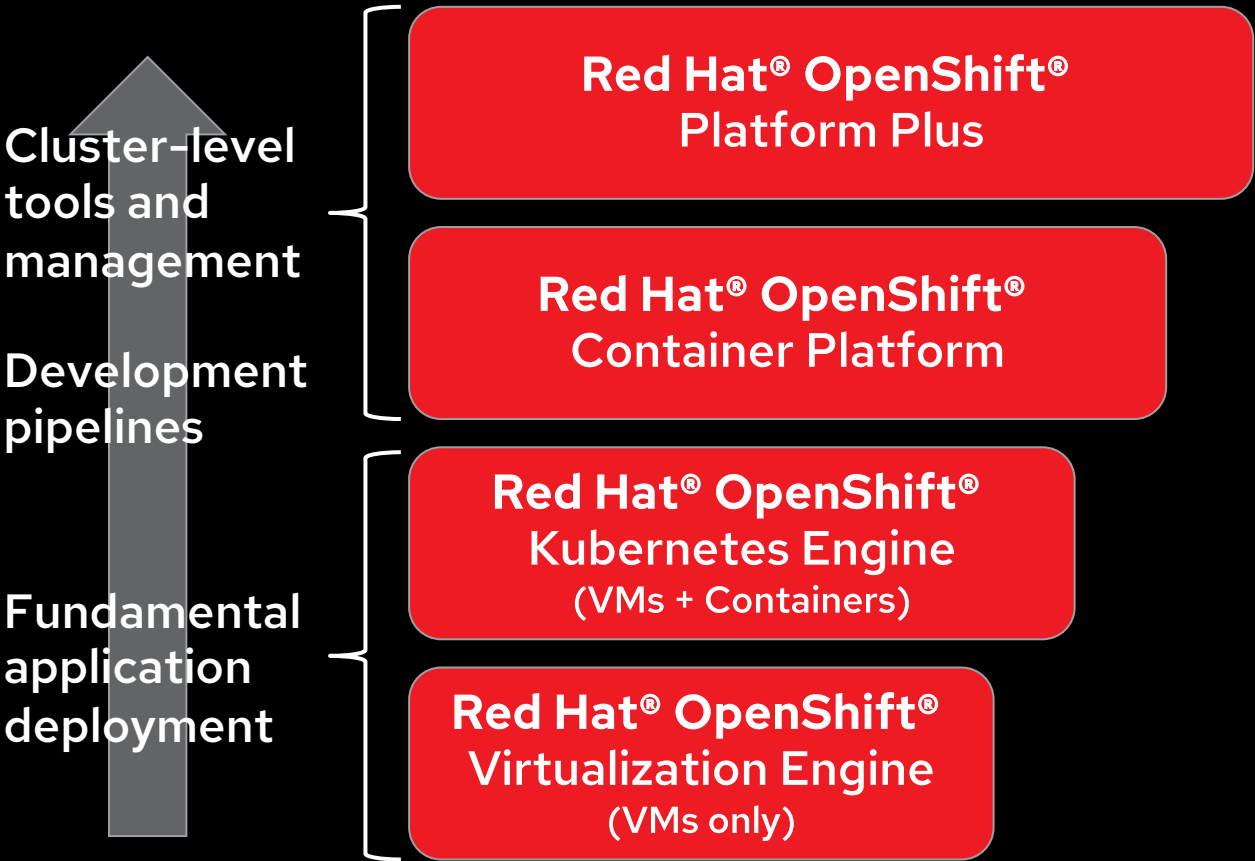 Cluster-level
tools and
management
Development
pipelines
Fundamental
application
deployment
Red Hat® OpenShift®
Platform Plus
Red Hat® OpenShift®
Container Platform
Red Hat® OpenShift®
Kubernetes Engine
(VMs + Containers)
Red Hat® OpenShift®
Virtualization Engine
(VMs only)